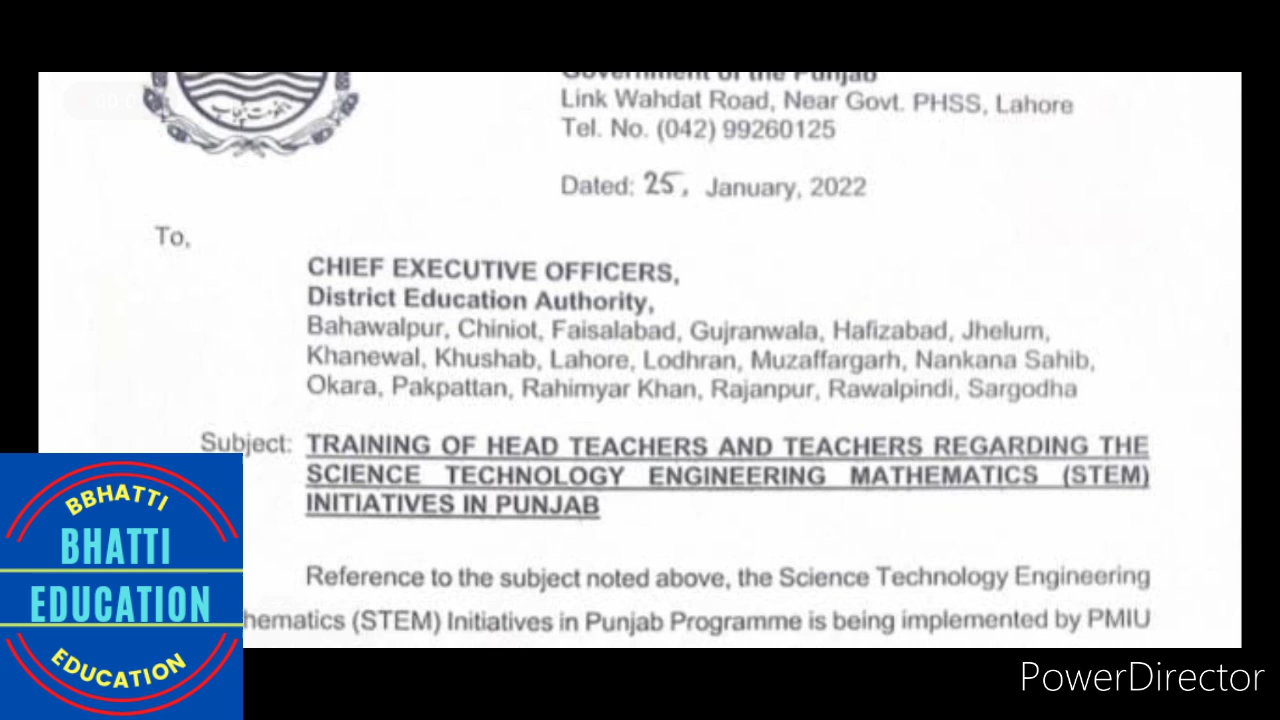 Government of the Punjab
Link Wahdat Road, Near Govt. PHSS, Lahore
Tel. No. (042) 99260125
Dated: 25, January, 2022
To,
CHIEF EXECUTIVE OFFICERS,
District Education Authority,
Bahawalpur, Chiniot, Faisalabad, Gujranwala, Hafizabad, Jhelum,
Khanewal, Khushab, Lahore, Lodhran, Muzaffargarh, Nankana Sahib,
Okara, Pakpattan, Rahimyar Khan, Rajanpur, Rawalpindi, Sargodha
Subject: TRAINING OF HEAD TEACHERS AND TEACHERS REGARDING THE
SCIENCE TECHNOLOGY ENGINEERING MATHEMATICS (STEM)
INITIATIVES IN PUNJAB
Reference to the subject noted above, the Science Technology Engineering
hematics (STEM) Initiatives in Punjab Programme is being implemented by PMIU
BBHATTI
BHATTI
EDUCATION
EDUCATION
PowerDirector